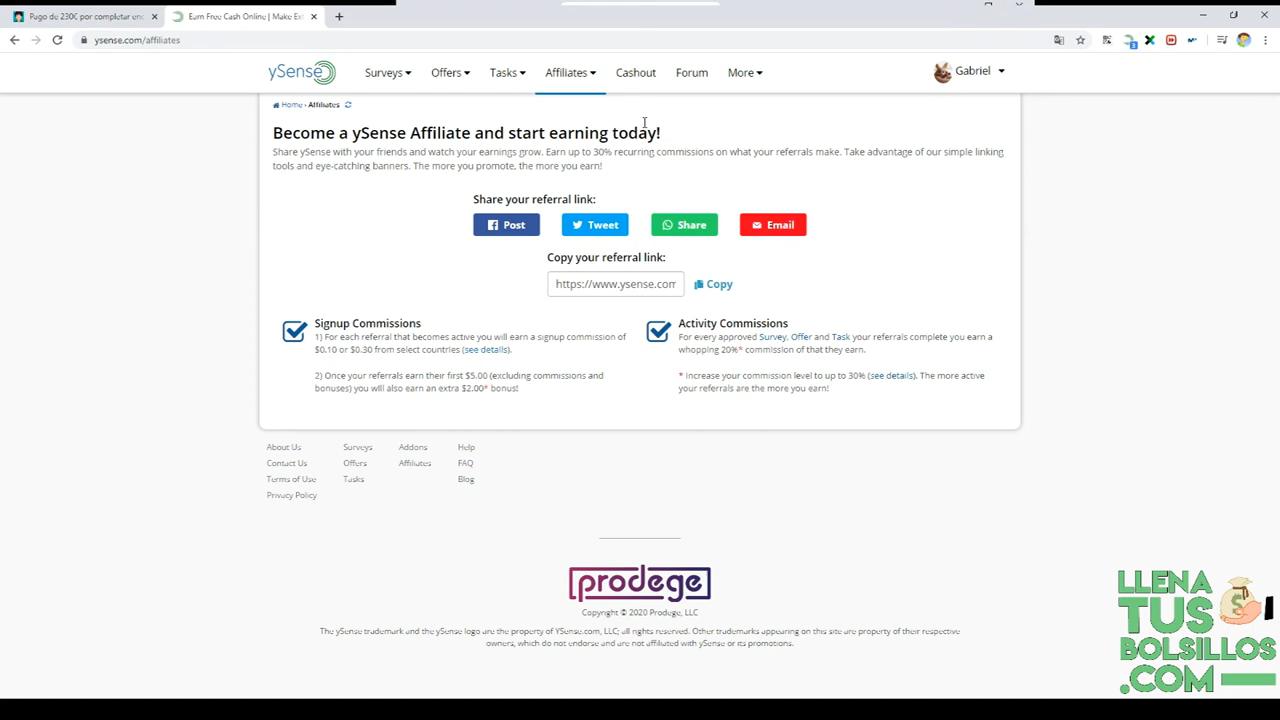 Pago de 230€ por completar enc
Earn Free Cash Online | Make Ext
ysense.com/affiliates
ySense
Surveys
Offers
Tasks
Affiliates
Cashout
Forum
More
Gabriel
Home › Affiliates
Become a ySense Affiliate and start earning today!
Share ySense with your friends and watch your earnings grow. Earn up to 30% recurring commissions on what your referrals make. Take advantage of our simple linking
tools and eye-catching banners. The more you promote, the more you earn!
Share your referral link:
Post
Tweet
Share
Email
Copy your referral link:
https://www.ysense.com
Copy
Signup Commissions
1) For each referral that becomes active you will earn a signup commission of
$0.10 or $0.30 from select countries (see details).
2) Once your referrals earn their first $5.00 (excluding commissions and
bonuses) you will also earn an extra $2.00* bonus!
Activity Commissions
For every approved Survey, Offer and Task your referrals complete you earn a
whopping 20%* commission of that they earn.
* Increase your commission level to up to 30% (see details). The more active
your referrals are the more you earn!
About Us
Surveys
Addons
Help
Contact Us
Offers
Affiliates
FAQ
Terms of Use
Tasks
Blog
Privacy Policy
prodege
Copyright © 2020 Prodege, LLC
The ySense trademark and the ySense logo are the property of YSense.com, LLC; all rights reserved. Other trademarks appearing on this site are property of their respective
owners, which do not endorse and are not affiliated with ySense or its promotions.
LLENA
TUS
BOLSILLOS
.COM